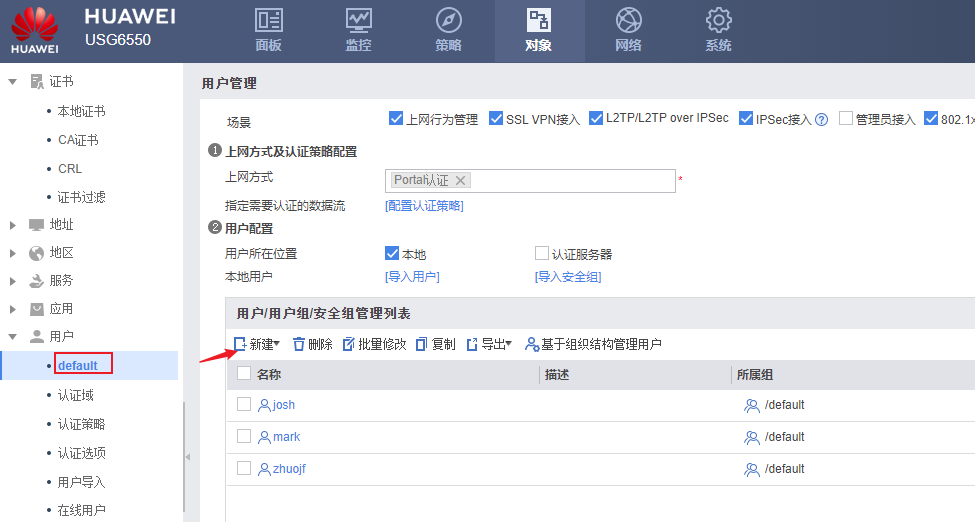 HUAWEI
HUAWEI
USG6550
面板
监控
策略
对象
网络
系统
证书
本地证书
CA证书
CRL
证书过滤
地址
地区
服务
应用
用户
default
认证域
认证策略
认证选项
用户导入
在线用户
用户管理
场景 上网行为管理 SSL VPN接入 L2TP/L2TP over IPSec IPSec接入 ? 管理员接入 802.1x
1 上网方式及认证策略配置
上网方式 Portal认证 *
指定需要认证的数据流 [配置认证策略]
2 用户配置
用户所在位置 本地 认证服务器
本地用户 [导入用户] [导入安全组]
用户/用户组/安全组管理列表
新建 删除 批量修改 复制 导出 基于组织结构管理用户
名称 描述 所属组
josh /default
mark /default
zhuojf /default